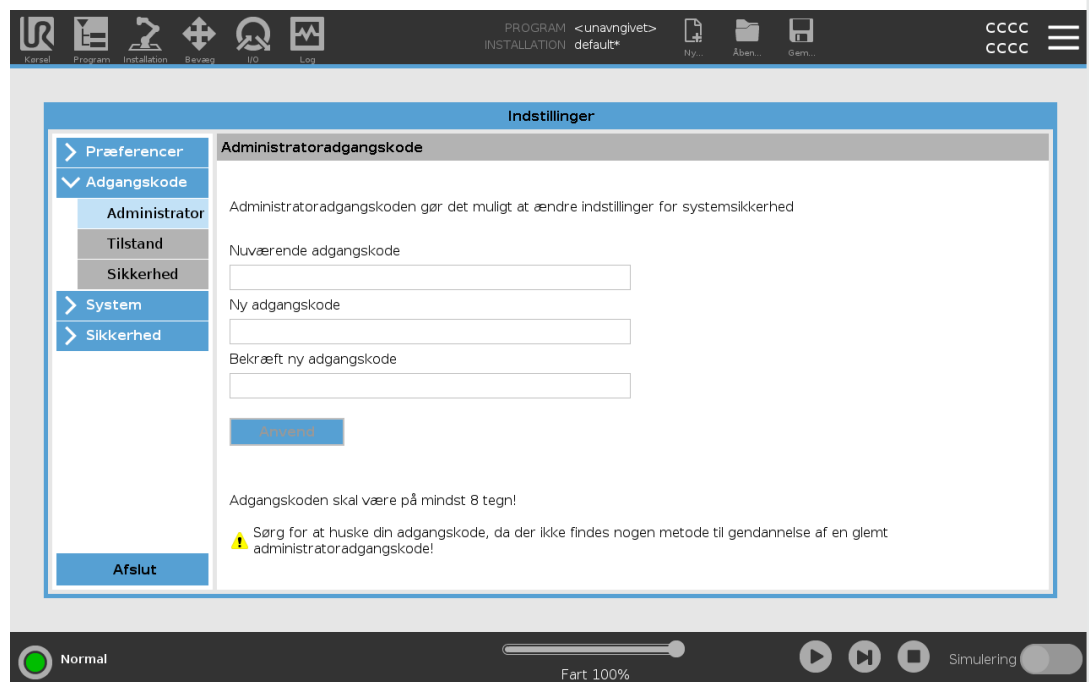 UR
PROGRAM <unavngivet>
INSTALLATION default*
CCCC
CCCC
Kørsel Program Installation Bevæg I/O Log Ny... Åben... Gem...
Indstillinger
Præferencer
Adgangskode
Administrator
Tilstand
Sikkerhed
System
Sikkerhed
Afslut
Administratoradgangskode
Administratoradgangskoden gør det muligt at ændre indstillinger for systemsikkerhed
Nuværende adgangskode
Ny adgangskode
Bekræft ny adgangskode
Anvend
Adgangskoden skal være på mindst 8 tegn!
Sørg for at huske din adgangskode, da der ikke findes nogen metode til gendannelse af en glemt
administratoradgangskode!
Normal
Fart 100%
Simulering